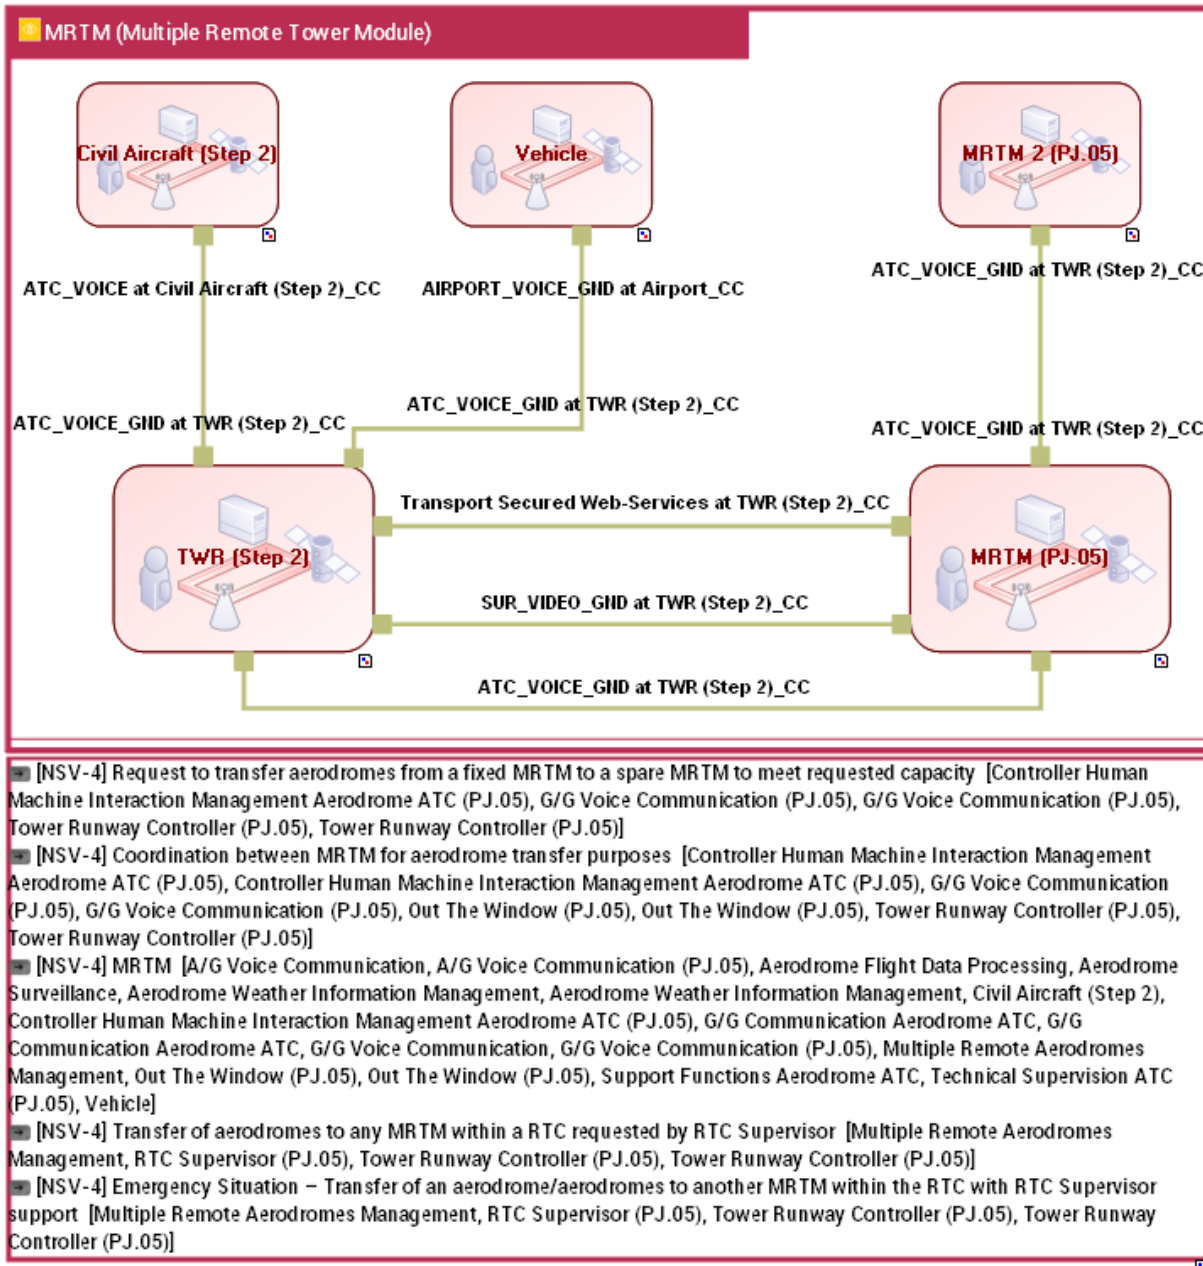 MRTM (Multiple Remote Tower Module)
Civil Aircraft (Step 2)
Vehicle
MRTM 2 (PJ.05)
ATC_VOICE at Civil Aircraft (Step 2)_CC
AIRPORT_VOICE_GND at Airport_CC
ATC_VOICE_GND at TWR (Step 2)_CC
ATC_VOICE_GND at TWR (Step 2)_CC
ATC_VOICE_GND at TWR (Step 2)_CC
ATC_VOICE_GND at TWR (Step 2)_CC
Transport Secured Web-Services at TWR (Step 2)_CC
TWR (Step 2)
MRTM (PJ.05)
SUR_VIDEO_GND at TWR (Step 2)_CC
ATC_VOICE_GND at TWR (Step 2)_CC
[NSV-4] Request to transfer aerodromes from a fixed MRTM to a spare MRTM to meet requested capacity [Controller Human
Machine Interaction Management Aerodrome ATC (PJ.05), G/G Voice Communication (PJ.05), G/G Voice Communication (PJ.05),
Tower Runway Controller (PJ.05), Tower Runway Controller (PJ.05)]
[NSV-4] Coordination between MRTM for aerodrome transfer purposes [Controller Human Machine Interaction Management
Aerodrome ATC (PJ.05), Controller Human Machine Interaction Management Aerodrome ATC (PJ.05), G/G Voice Communication
(PJ.05), G/G Voice Communication (PJ.05), Out The Window (PJ.05), Out The Window (PJ.05), Tower Runway Controller (PJ.05),
Tower Runway Controller (PJ.05)]
[NSV-4] MRTM [A/G Voice Communication, A/G Voice Communication (PJ.05), Aerodrome Flight Data Processing, Aerodrome
Surveillance, Aerodrome Weather Information Management, Aerodrome Weather Information Management, Civil Aircraft (Step 2),
Controller Human Machine Interaction Management Aerodrome ATC (PJ.05), G/G Communication Aerodrome ATC, G/G
Communication Aerodrome ATC, G/G Voice Communication, G/G Voice Communication (PJ.05), Multiple Remote Aerodromes
Management, Out The Window (PJ.05), Out The Window (PJ.05), Support Functions Aerodrome ATC, Technical Supervision ATC
(PJ.05), Vehicle]
[NSV-4] Transfer of aerodromes to any MRTM within a RTC requested by RTC Supervisor [Multiple Remote Aerodromes
Management, RTC Supervisor (PJ.05), Tower Runway Controller (PJ.05), Tower Runway Controller (PJ.05)]
[NSV-4] Emergency Situation – Transfer of an aerodrome/aerodromes to another MRTM within the RTC with RTC Supervisor
support [Multiple Remote Aerodromes Management, RTC Supervisor (PJ.05), Tower Runway Controller (PJ.05), Tower Runway
Controller (PJ.05)]